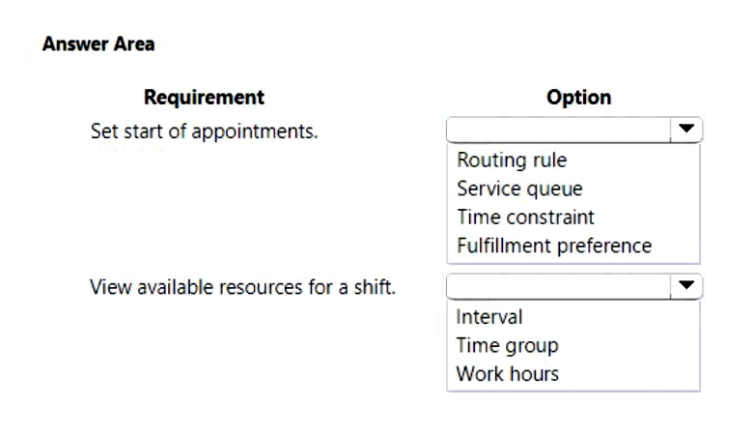 Answer Area
Requirement Option
Set start of appointments.
Routing rule
Service queue
Time constraint
Fulfillment preference
View available resources for a shift.
Interval
Time group
Work hours